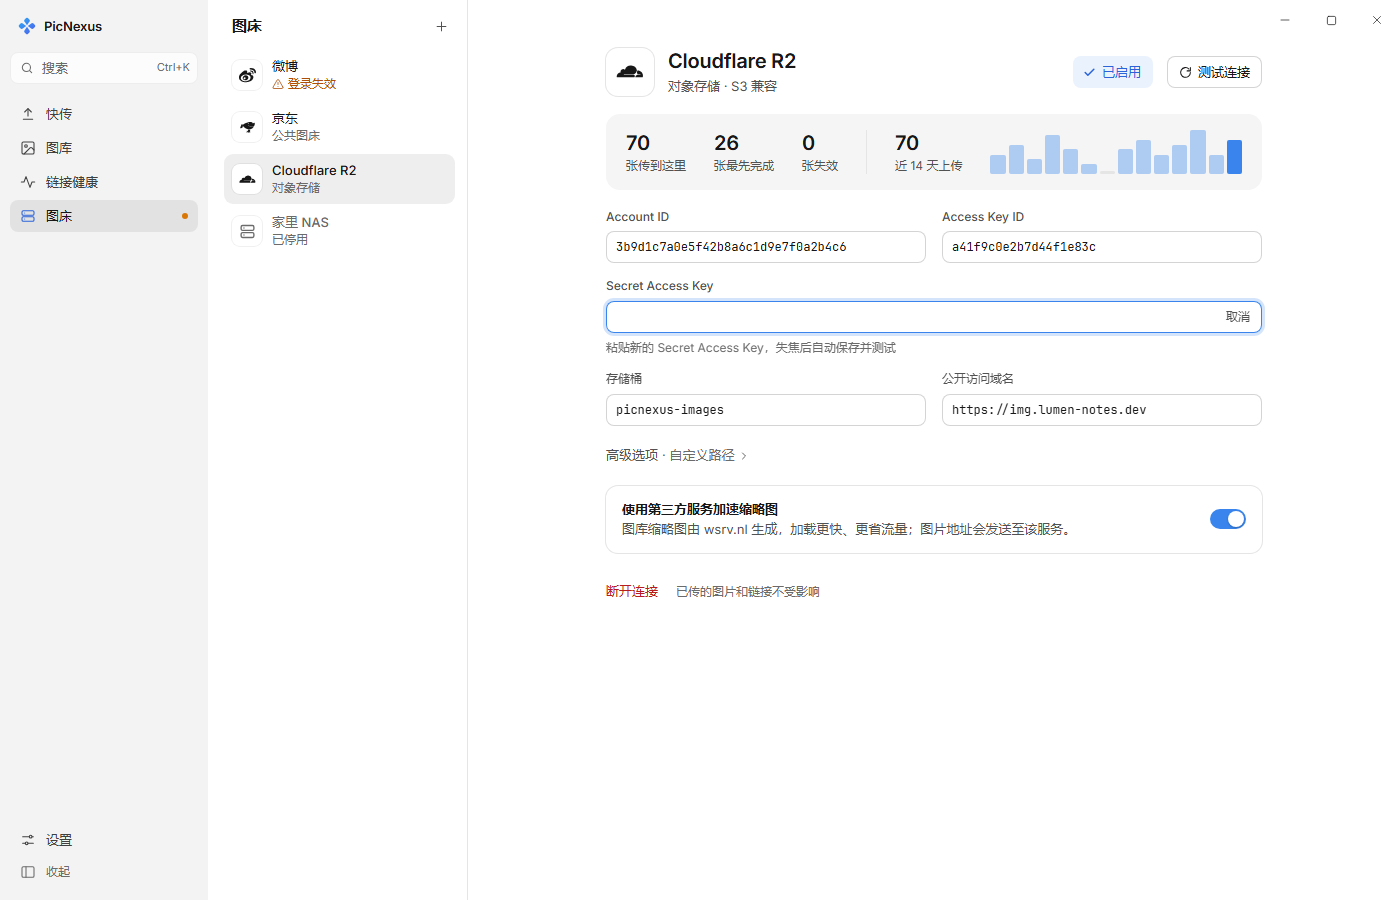 PicNexus
搜索 Ctrl+K
快传
图库
链接健康
图床
设置
收起
图床
微博
登录失效
京东
公共图床
Cloudflare R2
对象存储
家里 NAS
已停用
Cloudflare R2
对象存储 · S3 兼容
已启用
测试连接
70
张传到这里
26
张最先完成
0
张失效
70
近 14 天上传
Account ID
3b9d1c7a0e5f42b8a6c1d9e7f0a2b4c6
Access Key ID
a41f9c0e2b7d44f1e83c
Secret Access Key
取消
粘贴新的 Secret Access Key，失焦后自动保存并测试
存储桶
picnexus-images
公开访问域名
https://img.lumen-notes.dev
高级选项 · 自定义路径
使用第三方服务加速缩略图
图库缩略图由 wsrv.nl 生成，加载更快、更省流量；图片地址会发送至该服务。
断开连接 已传的图片和链接不受影响